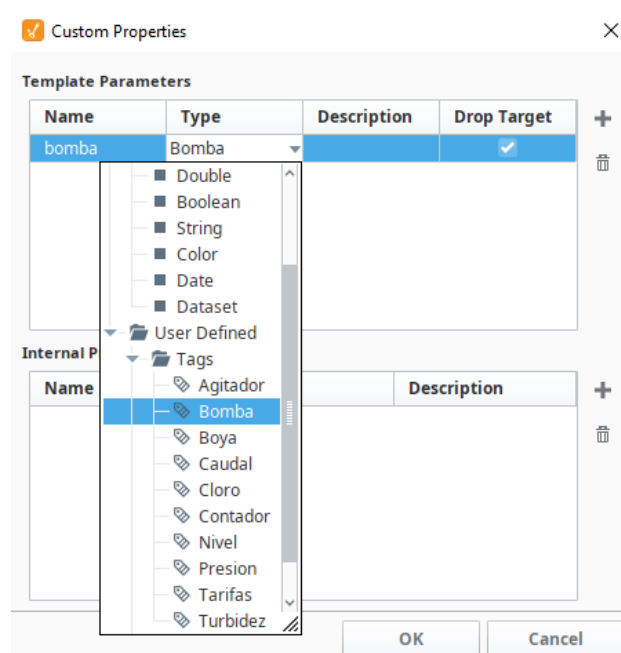 Custom Properties
Template Parameters
Name Type Description Drop Target
bomba Bomba
Double
Boolean
String
Color
Date
Dataset
User Defined
Internal P
Tags
Name Description
Agitador
Bomba
Boya
Caudal
Cloro
Contador
Nivel
Presion
Tarifas
Turbidez
OK Cancel